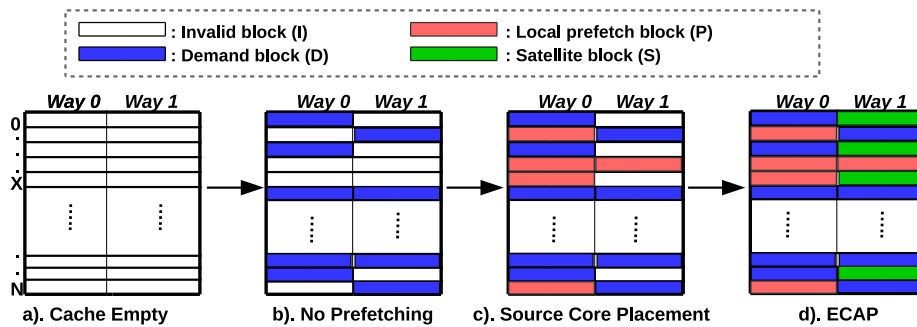 : Invalid block (I)
: Local prefetch block (P)
: Demand block (D)
: Satellite block (S)
Way 0 Way 1
Way 0 Way 1
Way 0 Way 1
Way 0 Way 1
0
.
.
.
X
.
.
N
a). Cache Empty
b). No Prefetching
c). Source Core Placement
d). ECAP